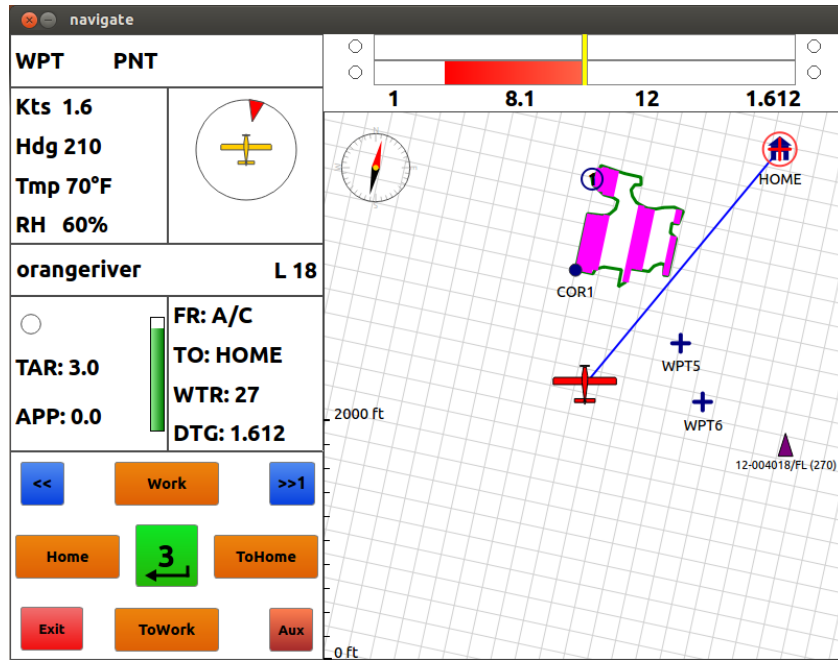 navigate
WPT PNT
1 8.1 12 1.612
Kts 1.6
Hdg 210
Tmp 70°F
RH 60%
orangeriver L 18
TAR: 3.0
APP: 0.0
FR: A/C
TO: HOME
WTR: 27
DTG: 1.612
<< Work >>1
Home 3 ToHome
Exit ToWork Aux
N
1
HOME
COR1
WPT5
WPT6
12-004018/FL (270)
2000 ft
0 ft